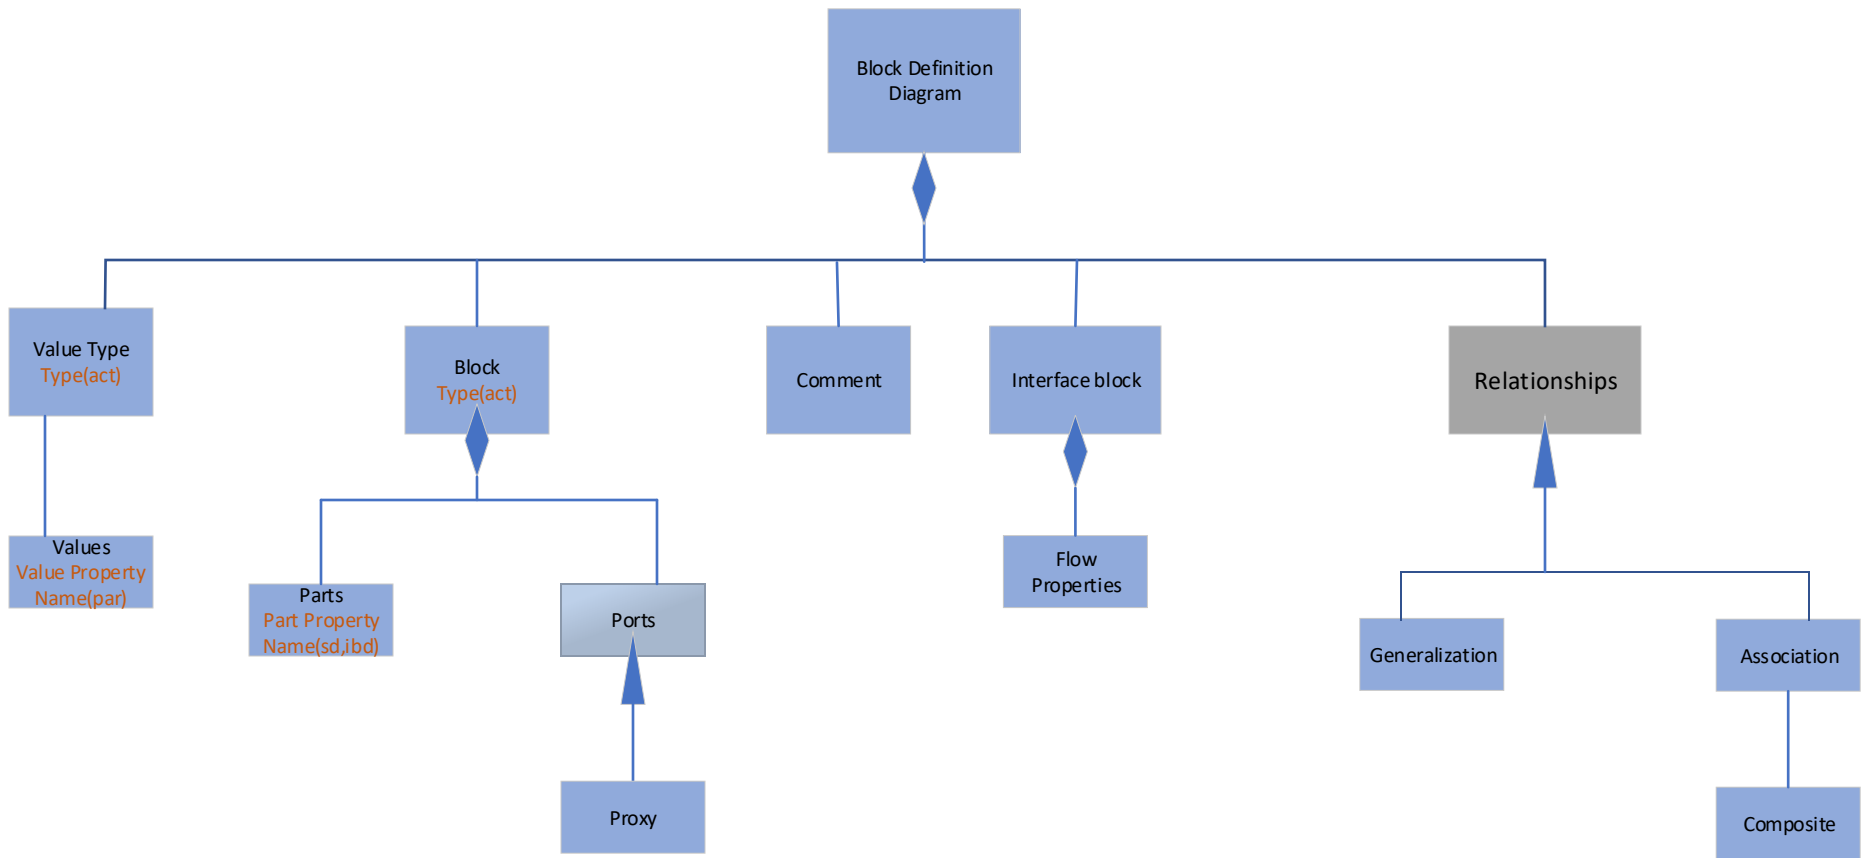 Block Definition
Diagram
Value Type
Type(act)
Block
Type(act)
Comment
Interface block
Relationships
Values
Value Property
Name(par)
Parts
Part Property
Name(sd,ibd)
Ports
Flow
Properties
Generalization
Association
Proxy
Composite